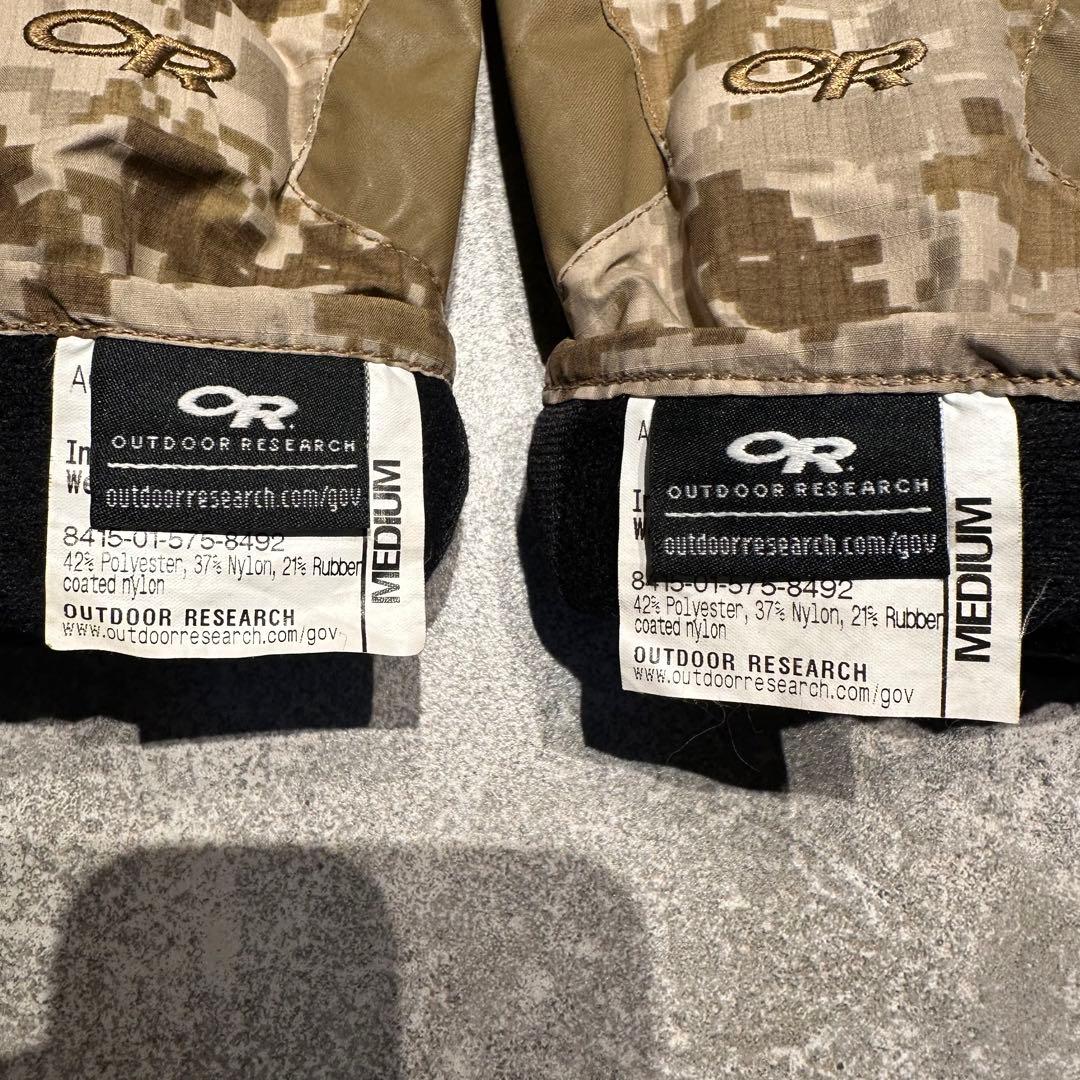 OR
OR
A
OR
OUTDOOR RESEARCH
outdoorresearch.com/gov
8415-01-575-8492
42% Polyester, 37% Nylon, 21% Rubber
coated nylon
OUTDOOR RESEARCH
www.outdoorresearch.com/gov
MEDIUM
A
OR
OUTDOOR RESEARCH
outdoorresearch.com/gov
8415-01-575-8492
42% Polyester, 37% Nylon, 21% Rubber
coated nylon
OUTDOOR RESEARCH
www.outdoorresearch.com/gov
MEDIUM